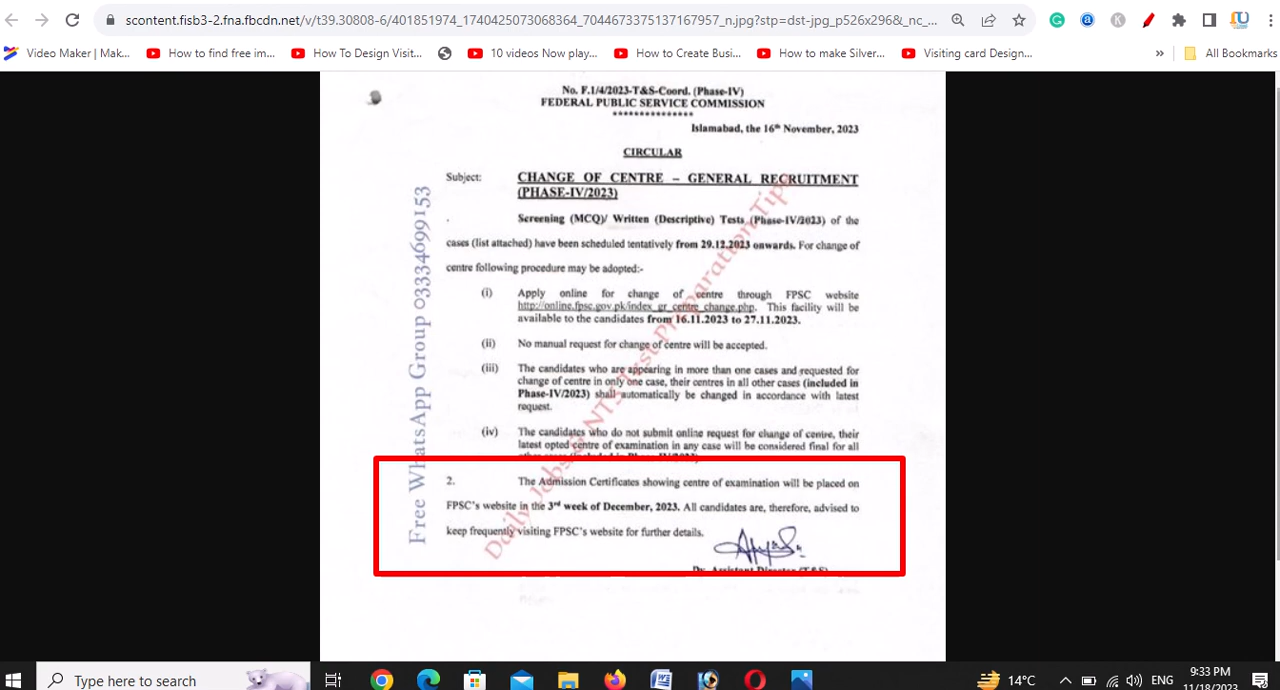 scontent.fisb3-2.fna.fbcdn.net/v/t39.30808-6/401851974_1740425073068364_7044673375137167957_n.jpg?stp=dst-jpg_p526x296&_nc_...
Video Maker | Mak...
How to find free im...
How To Design Visit...
10 videos Now play...
How to Create Busi...
How to make Silver...
Visiting card Design...
»
All Bookmarks
No. F.1/4/2023-T&S-Coord. (Phase-IV)
FEDERAL PUBLIC SERVICE COMMISSION
***************
Islamabad, the 16th November, 2023
CIRCULAR
Subject: CHANGE OF CENTRE – GENERAL RECRUITMENT
(PHASE-IV/2023)
Screening (MCQ)/ Written (Descriptive) Tests (Phase-IV/2023) of the
cases (list attached) have been scheduled tentatively from 29.12.2023 onwards. For change of
centre following procedure may be adopted:-
(i) Apply online for change of centre through FPSC website
http://online.fpsc.gov.pk/index_gr_centre_change.php. This facility will be
available to the candidates from 16.11.2023 to 27.11.2023.
(ii) No manual request for change of centre will be accepted.
(iii) The candidates who are appearing in more than one cases and requested for
change of centre in only one case, their centres in all other cases (included in
Phase-IV/2023) shall automatically be changed in accordance with latest
request.
(iv) The candidates who do not submit online request for change of centre, their
latest opted centre of examination in any case will be considered final for all
2. The Admission Certificates showing centre of examination will be placed on
FPSC's website in the 3rd week of December, 2023. All candidates are, therefore, advised to
keep frequently visiting FPSC's website for further details.
Dy. Assistant Director (T&S)
Free WhatsApp Group 03334699153
Daily Jobs & NTS Test Preparation Tips
Type here to search
14°C
ENG
9:33 PM
11/18/2023